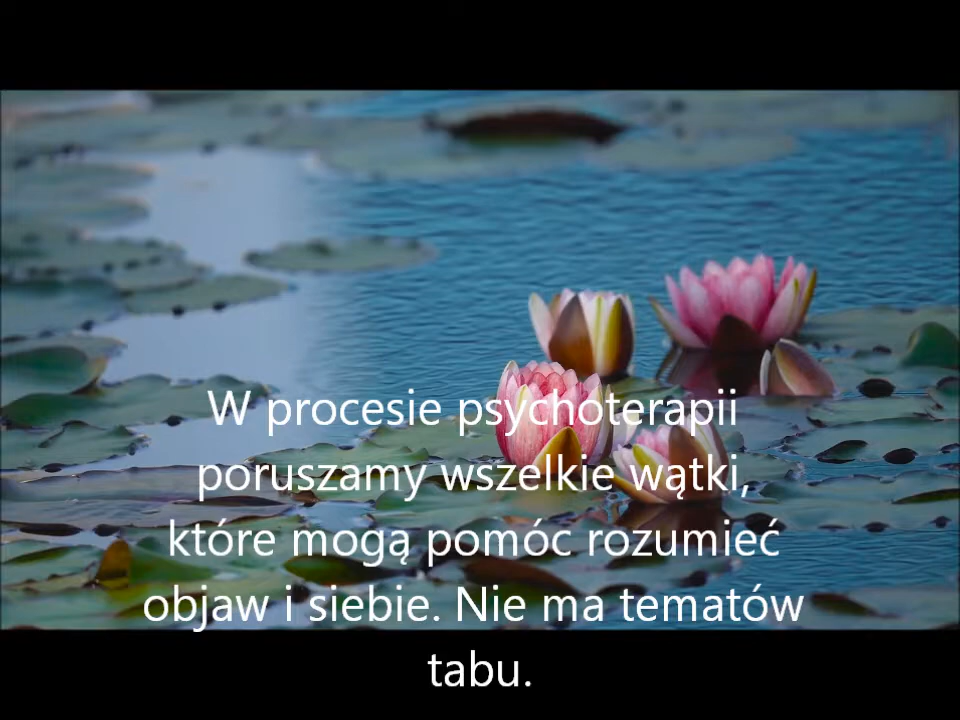 W procesie psychoterapii
poruszamy wszelkie wątki,
które mogą pomóc rozumieć
objaw i siebie. Nie ma tematów
tabu.